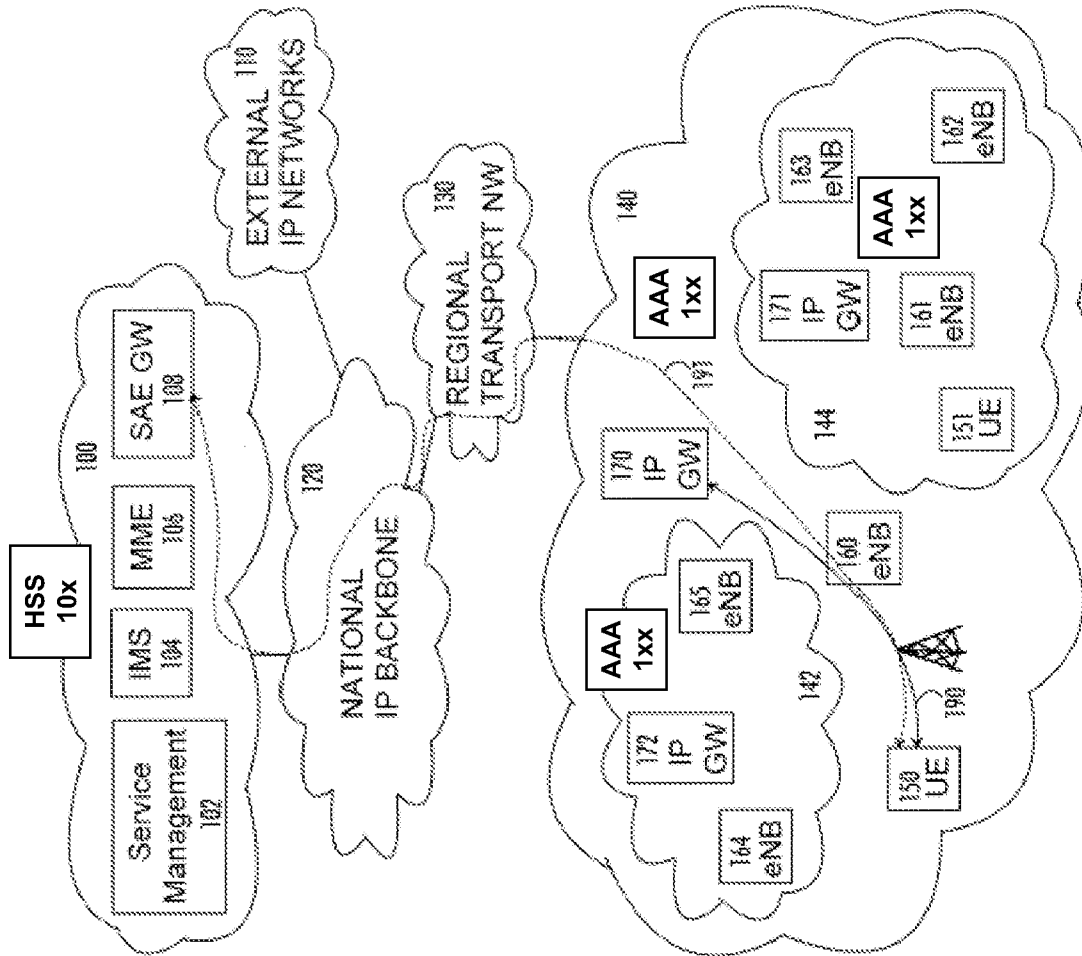 HSS
10x
100
Service
Management
102
IMS
104
MME
106
SAE GW
108
EXTERNAL 110
IP NETWORKS
120
NATIONAL
IP BACKBONE
REGIONAL 130
TRANSPORT NW
140
AAA
1xx
170
IP
GW
191
AAA
1xx
172
IP
GW
165
eNB
164
eNB
142
160
eNB
190
150
UE
144
171
IP
GW
163
eNB
AAA
1xx
161
eNB
162
eNB
151
UE